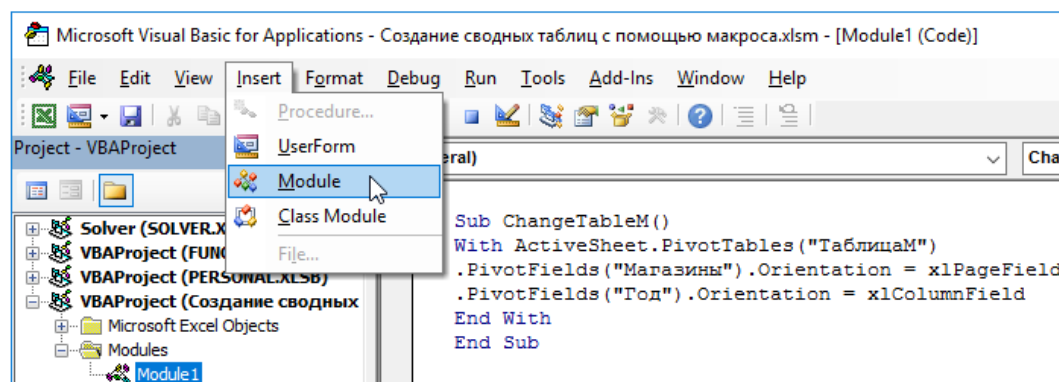 Microsoft Visual Basic for Applications - Создание сводных таблиц с помощью макроса.xlsm - [Module1 (Code)]
File Edit View Insert Format Debug Run Tools Add-Ins Window Help
Procedure...
UserForm
Module
Class Module
File...
Project - VBAProject
eral)
Cha
Solver (SOLVER.X
VBAProject (FUN
VBAProject (PERSONAL.XLSB)
VBAProject (Создание сводных
Microsoft Excel Objects
Modules
Module1
Sub ChangeTableM()
With ActiveSheet.PivotTables("ТаблицаМ")
.PivotFields("Магазины").Orientation = xlPageField
.PivotFields("Год").Orientation = xlColumnField
End With
End Sub